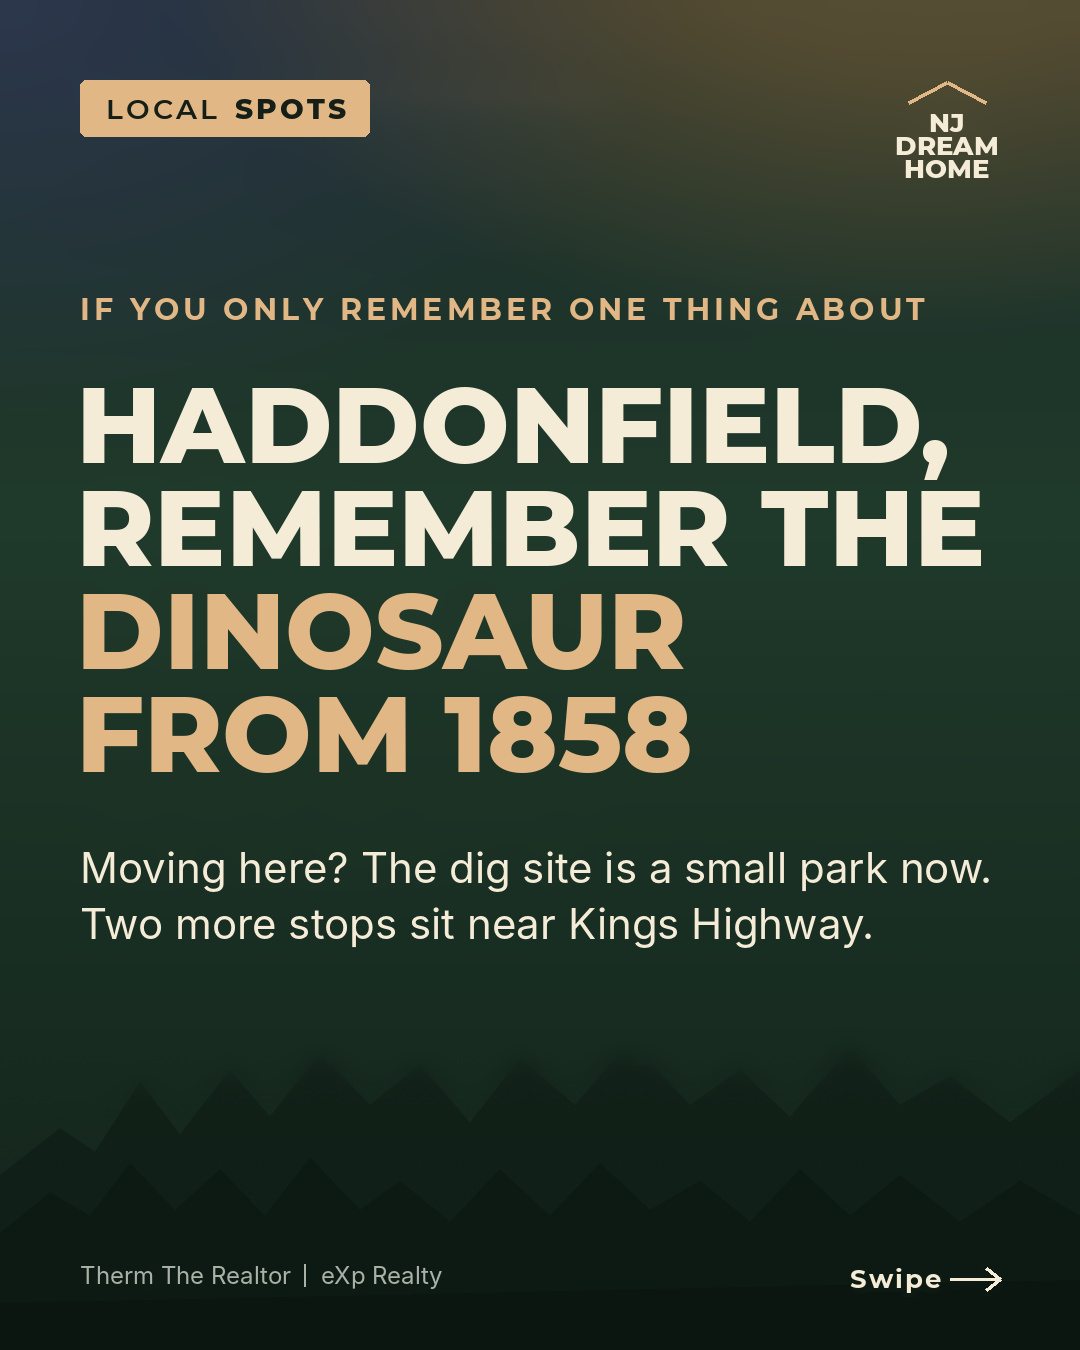 LOCAL SPOTS
NJ
DREAM
HOME
IF YOU ONLY REMEMBER ONE THING ABOUT
HADDONFIELD,
REMEMBER THE
DINOSAUR
FROM 1858
Moving here? The dig site is a small park now.
Two more stops sit near Kings Highway.
Therm The Realtor | eXp Realty
Swipe